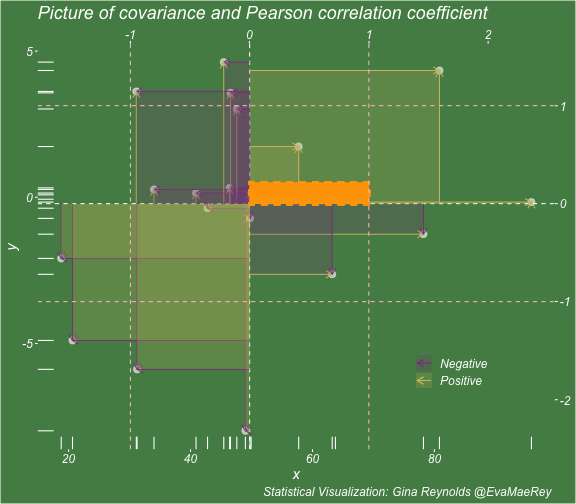 Picture of covariance and Pearson correlation coefficient
-1 0 1 2
5
0
-5
y
1
0
-1
-2
Negative
Positive
20 40 60 80
x
Statistical Visualization: Gina Reynolds @EvaMaeRey